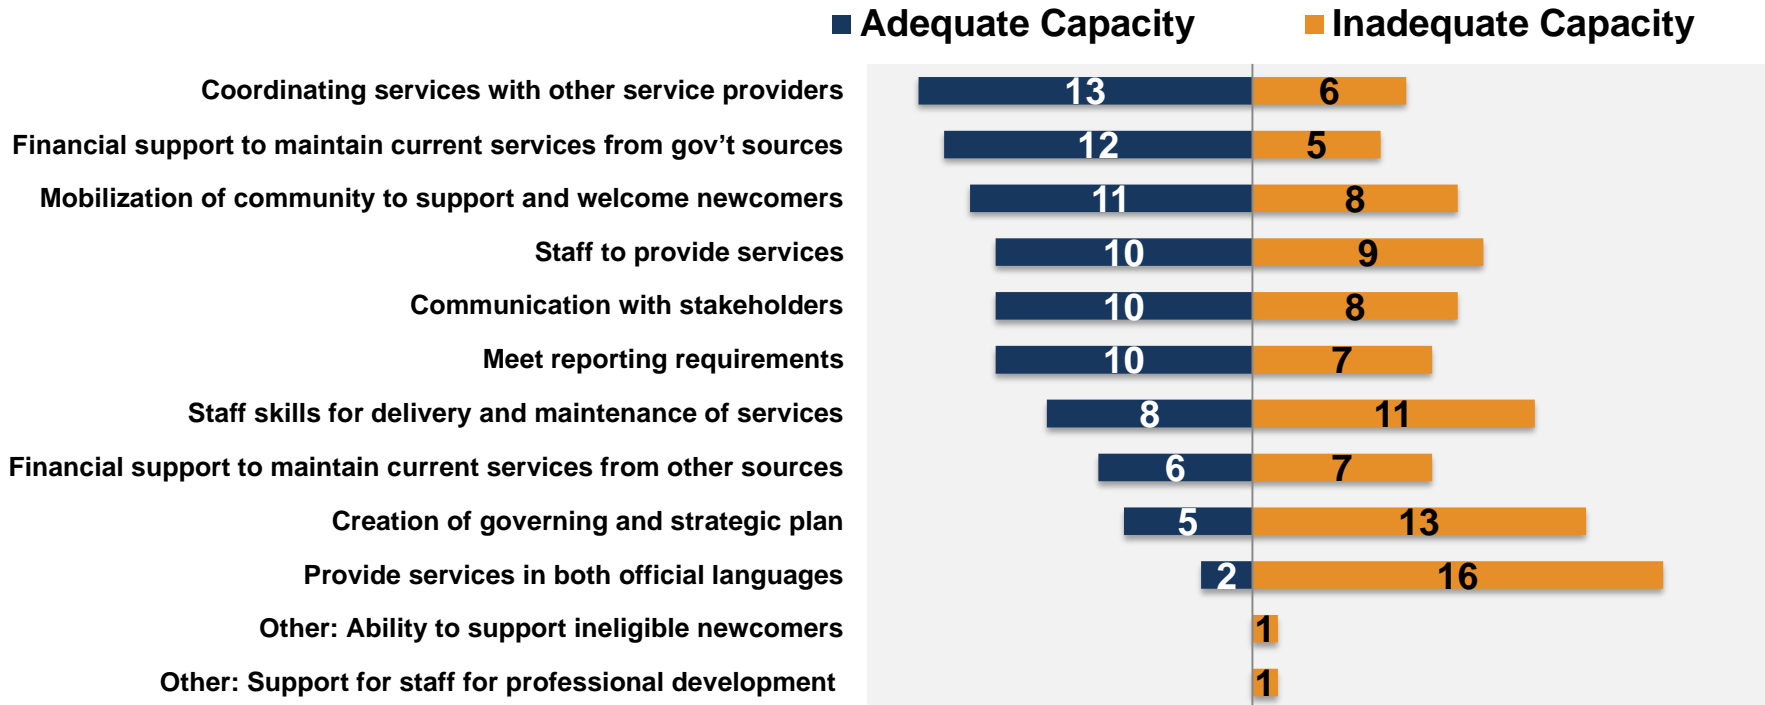 Adequate Capacity Inadequate Capacity
Coordinating services with other service providers 13 6
Financial support to maintain current services from gov’t sources 12 5
Mobilization of community to support and welcome newcomers 11 8
Staff to provide services 10 9
Communication with stakeholders 10 8
Meet reporting requirements 10 7
Staff skills for delivery and maintenance of services 8 11
Financial support to maintain current services from other sources 6 7
Creation of governing and strategic plan 5 13
Provide services in both official languages 2 16
Other: Ability to support ineligible newcomers 1
Other: Support for staff for professional development 1